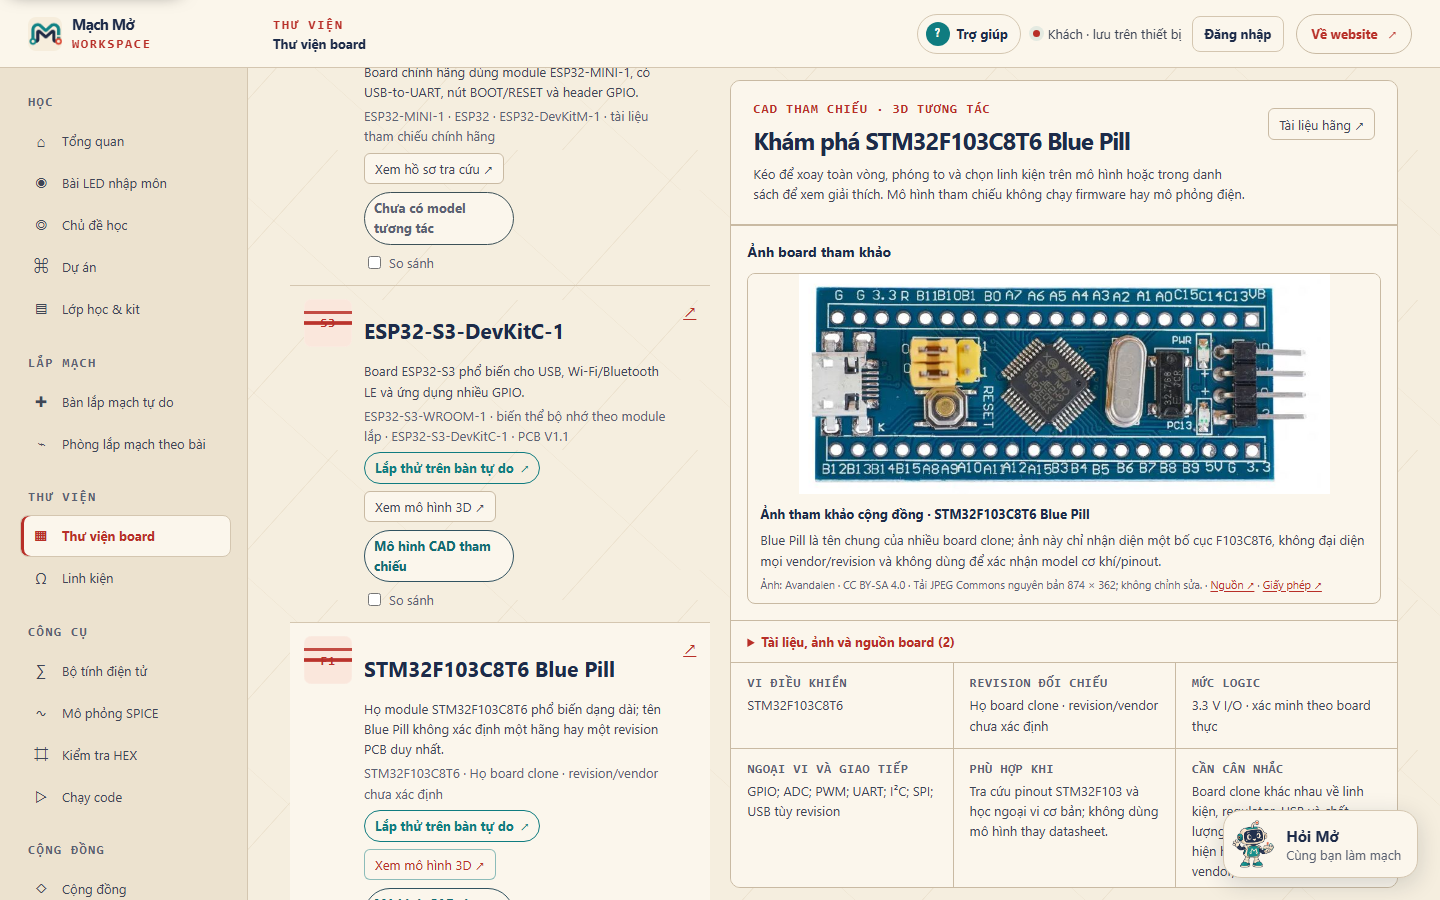 Mạch Mở
WORKSPACE
THƯ VIỆN
Thư viện board
? Trợ giúp
Khách · lưu trên thiết bị
Đăng nhập
Về website ↗
HỌC
Tổng quan
Bài LED nhập môn
Chủ đề học
Dự án
Lớp học & kit
LẮP MẠCH
Bàn lắp mạch tự do
Phòng lắp mạch theo bài
THƯ VIỆN
Thư viện board
Linh kiện
CÔNG CỤ
Bộ tính điện tử
Mô phỏng SPICE
Kiểm tra HEX
Chạy code
CỘNG ĐỒNG
Cộng đồng
Board chính hãng dùng module ESP32-MINI-1, có
USB-to-UART, nút BOOT/RESET và header GPIO.
ESP32-MINI-1 · ESP32 · ESP32-DevKitM-1 · tài liệu
tham chiếu chính hãng
Xem hồ sơ tra cứu ↗
Chưa có model
tương tác
So sánh
S3
ESP32-S3-DevKitC-1
↗
Board ESP32-S3 phổ biến cho USB, Wi-Fi/Bluetooth
LE và ứng dụng nhiều GPIO.
ESP32-S3-WROOM-1 · biến thể bộ nhớ theo module
lắp · ESP32-S3-DevKitC-1 · PCB V1.1
Lắp thử trên bàn tự do ↗
Xem mô hình 3D ↗
Mô hình CAD tham
chiếu
So sánh
F1
STM32F103C8T6 Blue Pill
↗
Họ module STM32F103C8T6 phổ biến dạng dài; tên
Blue Pill không xác định một hãng hay một revision
PCB duy nhất.
STM32F103C8T6 · Họ board clone · revision/vendor
chưa xác định
Lắp thử trên bàn tự do ↗
Xem mô hình 3D ↗
CAD THAM CHIẾU · 3D TƯƠNG TÁC
Khám phá STM32F103C8T6 Blue Pill
Tài liệu hãng ↗
Kéo để xoay toàn vòng, phóng to và chọn linh kiện trên mô hình hoặc trong danh
sách để xem giải thích. Mô hình tham chiếu không chạy firmware hay mô phỏng điện.
Ảnh board tham khảo
G G 3.3 R B11 B10 B1 B0 A7 A6 A5 A4 A3 A2 A1 A0 C15 C14 C13 VB
PWR
RESET
PC13
K
B12 B13 B14 B15 A8 A9 A10 A11 A12 A15 B3 B4 B5 B6 B7 B8 B9 5V G 3.3
Ảnh tham khảo cộng đồng · STM32F103C8T6 Blue Pill
Blue Pill là tên chung của nhiều board clone; ảnh này chỉ nhận diện một bố cục F103C8T6, không đại diện
mọi vendor/revision và không dùng để xác nhận model cơ khí/pinout.
Ảnh: Avandalen · CC BY-SA 4.0 · Tải JPEG Commons nguyên bản 874 × 362; không chỉnh sửa. · Nguồn ↗ · Giấy phép ↗
▶ Tài liệu, ảnh và nguồn board (2)
VI ĐIỀU KHIỂN
STM32F103C8T6
REVISION ĐỐI CHIẾU
Họ board clone · revision/vendor
chưa xác định
MỨC LOGIC
3.3 V I/O · xác minh theo board
thực
NGOẠI VI VÀ GIAO TIẾP
GPIO; ADC; PWM; UART; I²C; SPI;
USB tùy revision
PHÙ HỢP KHI
Tra cứu pinout STM32F103 và
học ngoại vi cơ bản; không dùng
mô hình thay datasheet.
CẦN CÂN NHẮC
Board clone khác nhau về linh
kiện, regulator, USB và chất
lượng
hiện
Hỏi Mở
Cùng bạn làm mạch